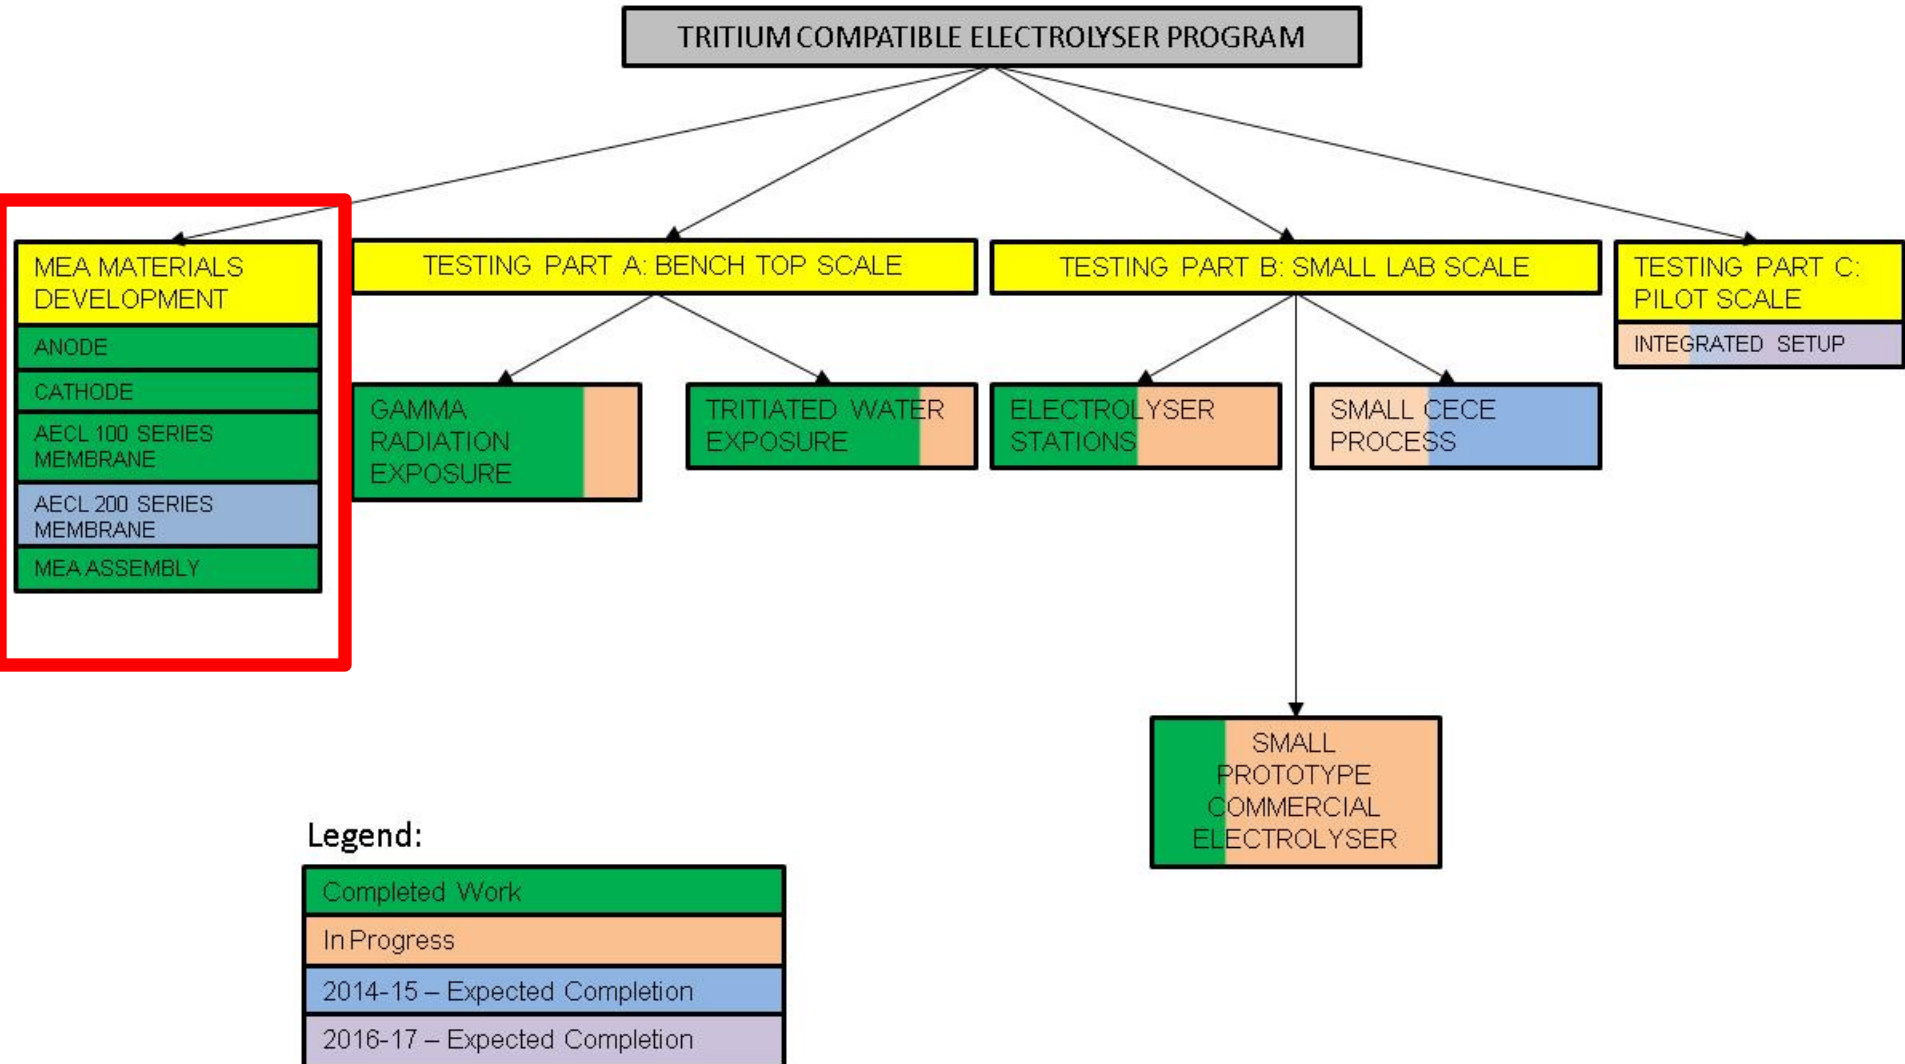 TRITIUM COMPATIBLE ELECTROLYSER PROGRAM
MEA MATERIALS
DEVELOPMENT
ANODE
CATHODE
AECL 100 SERIES
MEMBRANE
AECL 200 SERIES
MEMBRANE
MEA ASSEMBLY
TESTING PART A: BENCH TOP SCALE
GAMMA
RADIATION
EXPOSURE
TRITIATED WATER
EXPOSURE
TESTING PART B: SMALL LAB SCALE
ELECTROLYSER
STATIONS
SMALL CECE
PROCESS
SMALL
PROTOTYPE
COMMERCIAL
ELECTROLYSER
TESTING PART C:
PILOT SCALE
INTEGRATED SETUP
Legend:
Completed Work
In Progress
2014-15 – Expected Completion
2016-17 – Expected Completion